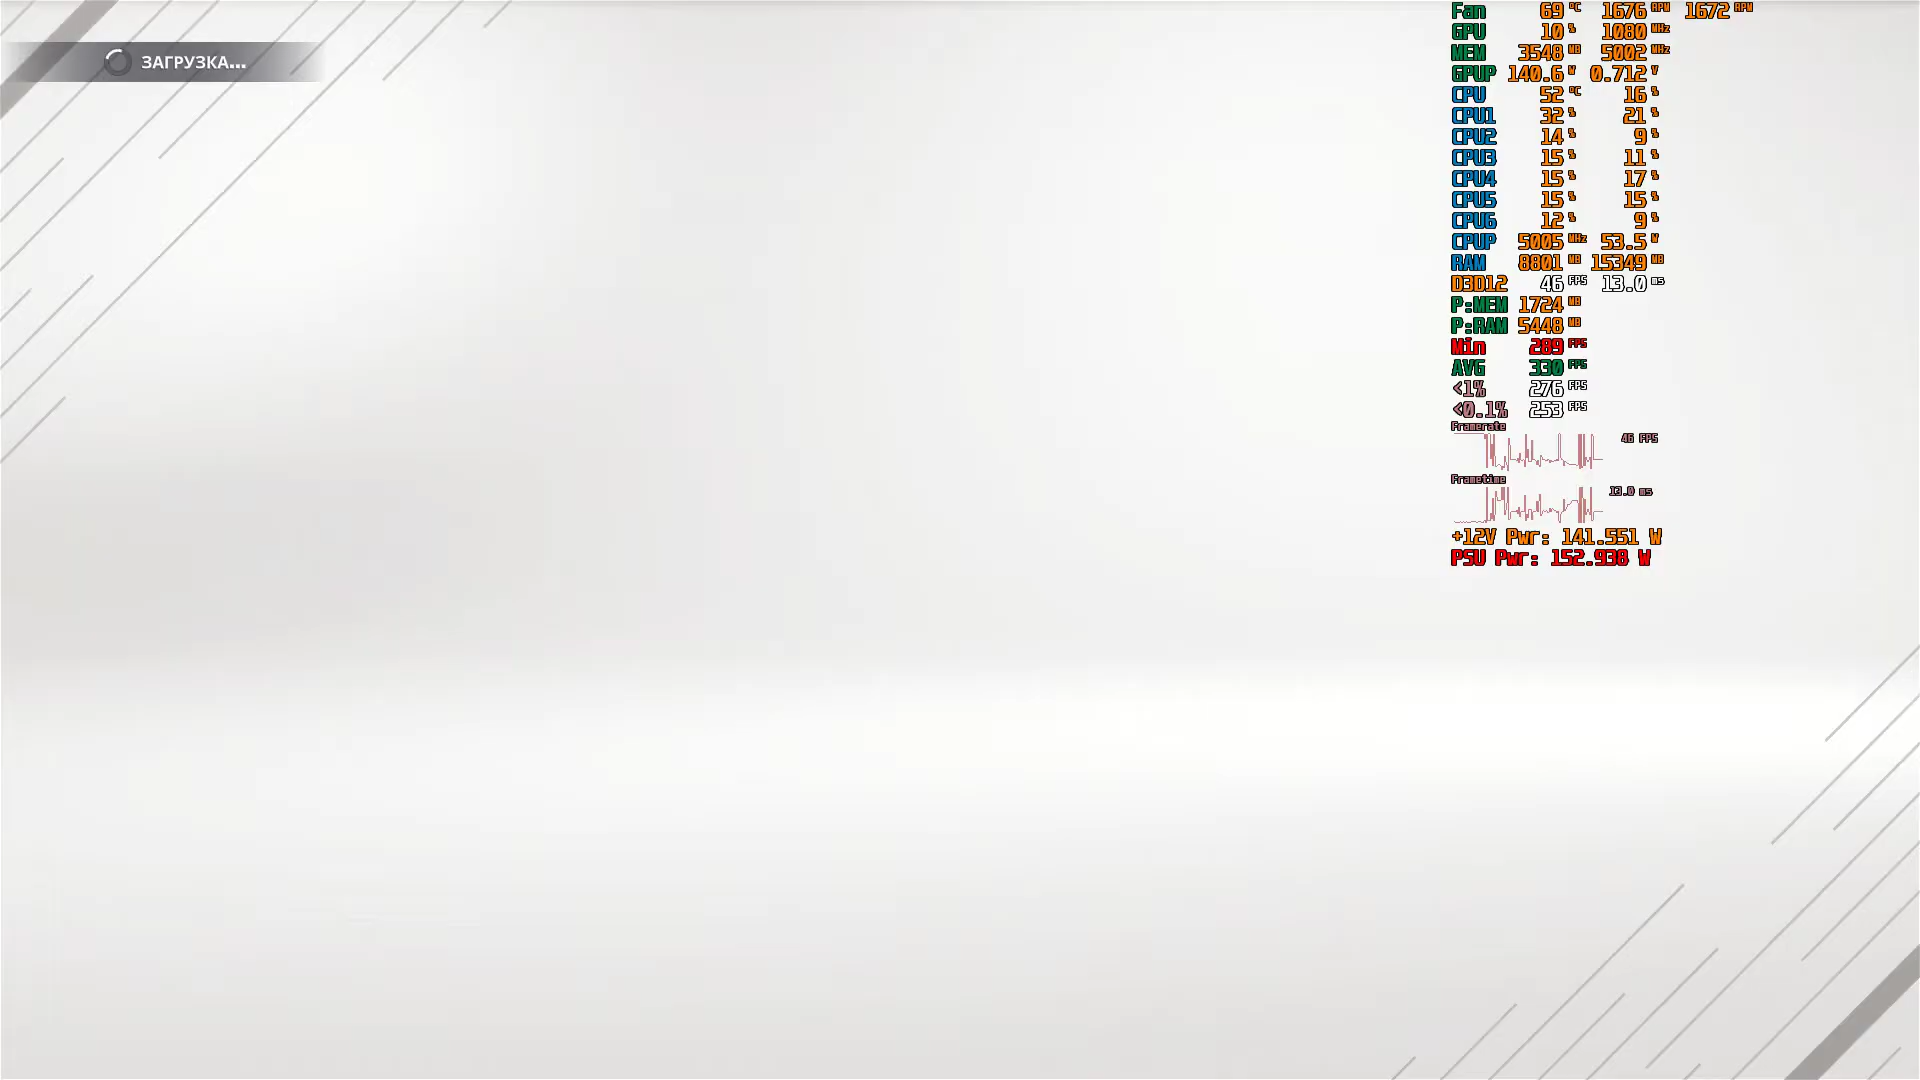 ЗАГРУЗКА...
Fan 69 °C 1676 RPM 1672 RPM
GPU 10 % 1080 MHz
MEM 3548 MB 5002 MHz
GPUP 140.6 W 0.712 V
CPU 52 °C 16 %
CPU1 32 % 21 %
CPU2 14 % 9 %
CPU3 15 % 11 %
CPU4 15 % 17 %
CPU5 15 % 15 %
CPU6 12 % 9 %
CPUP 5005 MHz 53.5 W
RAM 8801 MB 15349 MB
D3D12 46 FPS 13.0 ms
P:MEM 1724 MB
P:RAM 5448 MB
Min 289 FPS
AVG 330 FPS
<1% 276 FPS
<0.1% 253 FPS
Framerate
46 FPS
Frametime
13.0 ms
+12V Pwr: 141.551 W
PSU Pwr: 152.938 W